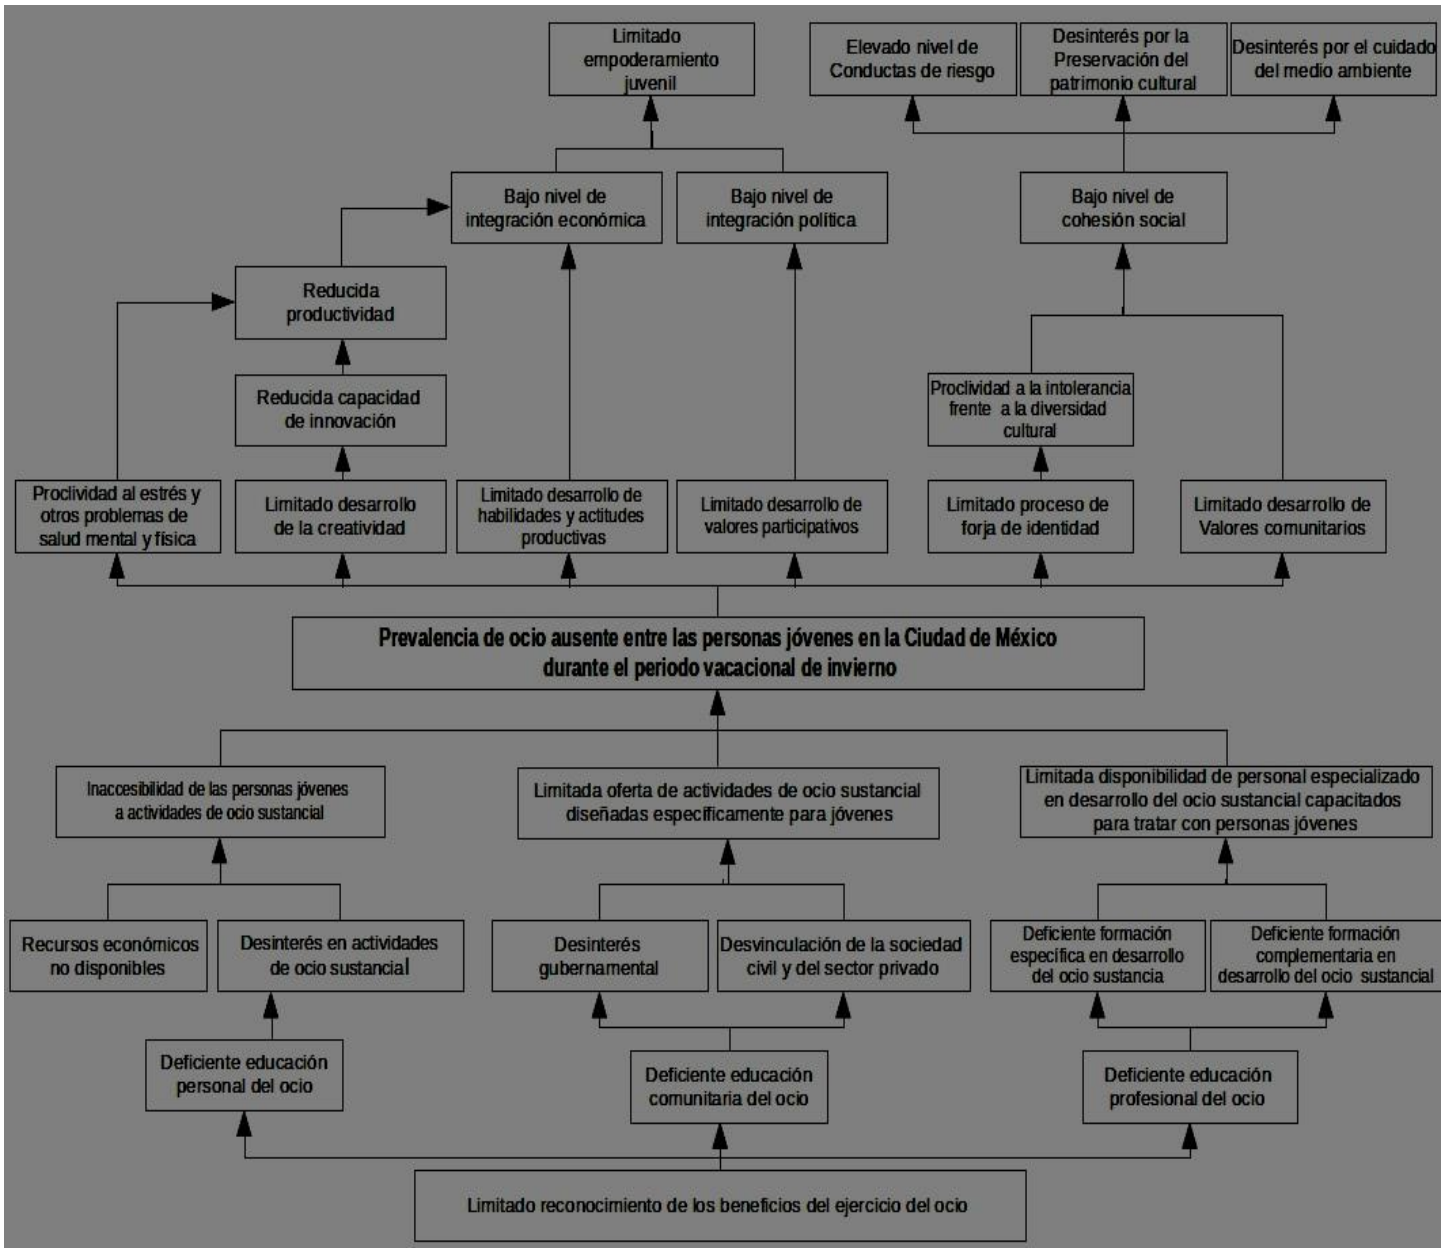 Limitado
empoderamiento
juvenil
Elevado nivel de
Conductas de riesgo
Desinterés por la
Preservación del
patrimonio cultural
Desinterés por el cuidado
del medio ambiente
Bajo nivel de
integración económica
Bajo nivel de
integración política
Bajo nivel de
cohesión social
Reducida
productividad
Reducida capacidad
de innovación
Proclividad a la intolerancia
frente a la diversidad
cultural
Proclividad al estrés y
otros problemas de
salud mental y física
Limitado desarrollo
de la creatividad
Limitado desarrollo de
habilidades y actitudes
productivas
Limitado desarrollo de
valores participativos
Limitado proceso de
forja de identidad
Limitado desarrollo de
Valores comunitarios
Prevalencia de ocio ausente entre las personas jóvenes en la Ciudad de México
durante el periodo vacacional de invierno
Inaccesibilidad de las personas jóvenes
a actividades de ocio sustancial
Limitada oferta de actividades de ocio sustancial
diseñadas específicamente para jóvenes
Limitada disponibilidad de personal especializado
en desarrollo del ocio sustancial capacitados
para tratar con personas jóvenes
Recursos económicos
no disponibles
Desinterés en actividades
de ocio sustancial
Desinterés
gubernamental
Desvinculación de la sociedad
civil y del sector privado
Deficiente formación
específica en desarrollo
del ocio sustancia
Deficiente formación
complementaria en
desarrollo del ocio sustancial
Deficiente educación
personal del ocio
Deficiente educación
comunitaria del ocio
Deficiente educación
profesional del ocio
Limitado reconocimiento de los beneficios del ejercicio del ocio